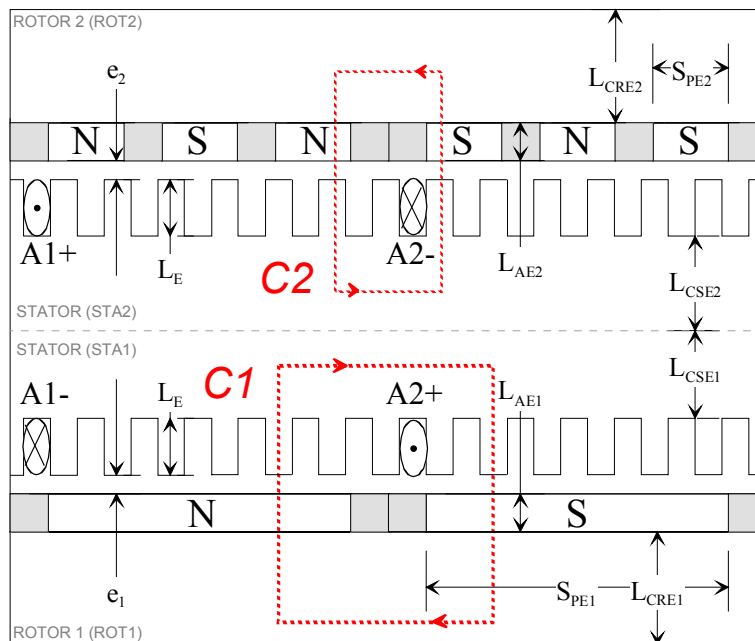 ROTOR 2 (ROT2)
e2
LCRE2
SPE2
N S N S N S
A1+ A2-
LE
LAE2
C2
LCSE2
STATOR (STA2)
STATOR (STA1)
C1
LCSE1
A1- A2+
LE
LAE1
N S
e1
SPE1
LCRE1
ROTOR 1 (ROT1)